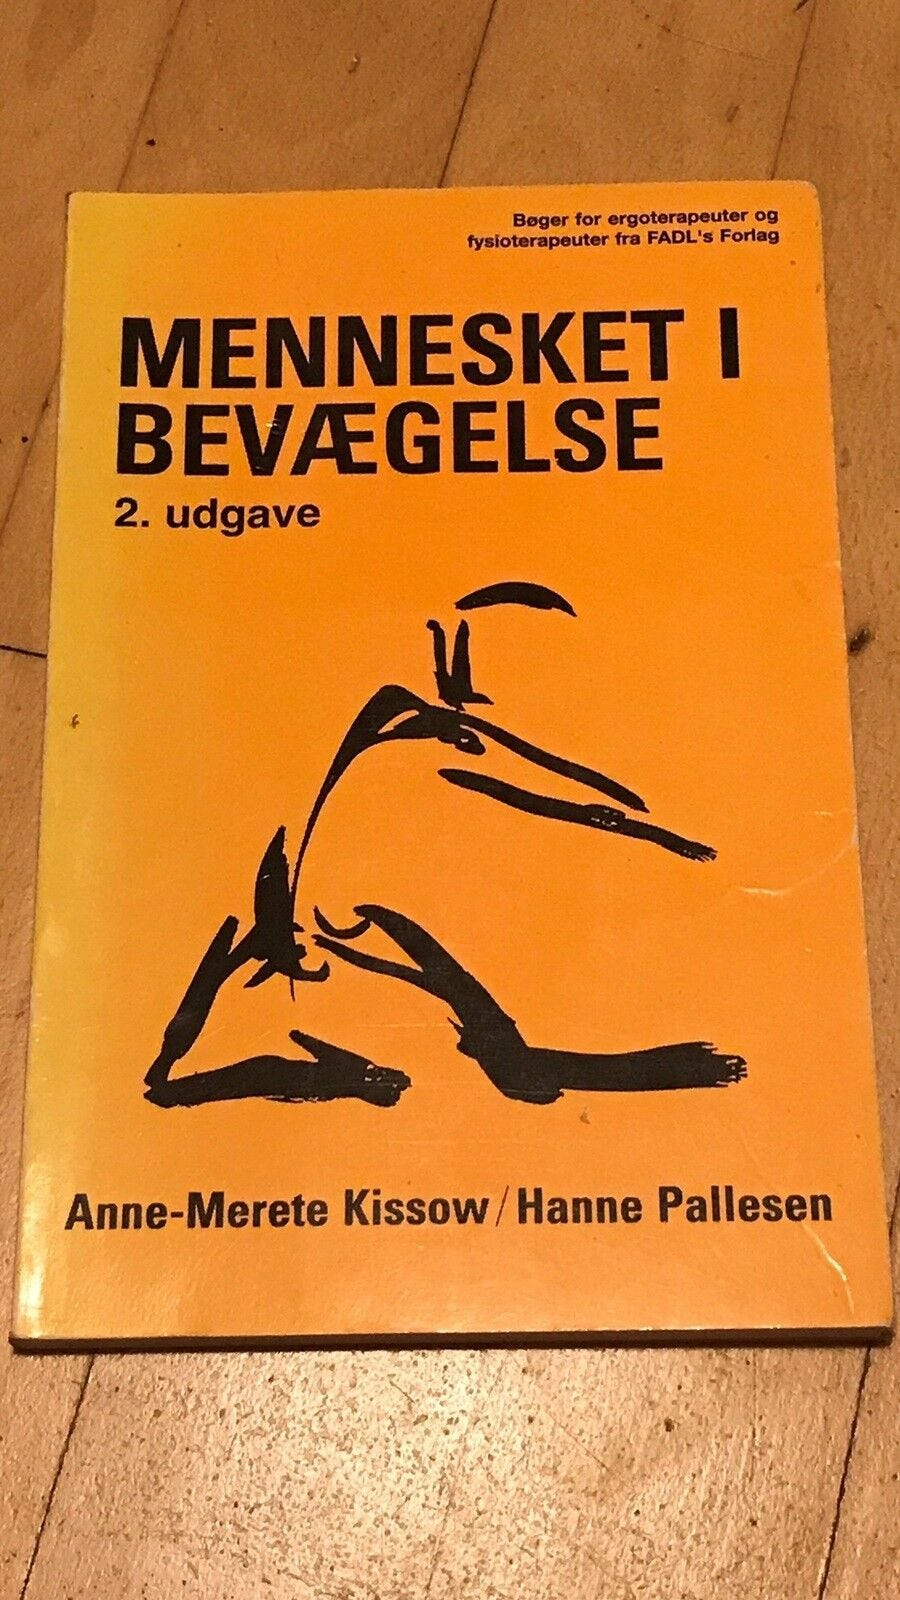 Bøger for ergoterapeuter og
fysioterapeuter fra FADL's Forlag
MENNESKET I
BEVÆGELSE
2. udgave
Anne-Merete Kissow/Hanne Pallesen